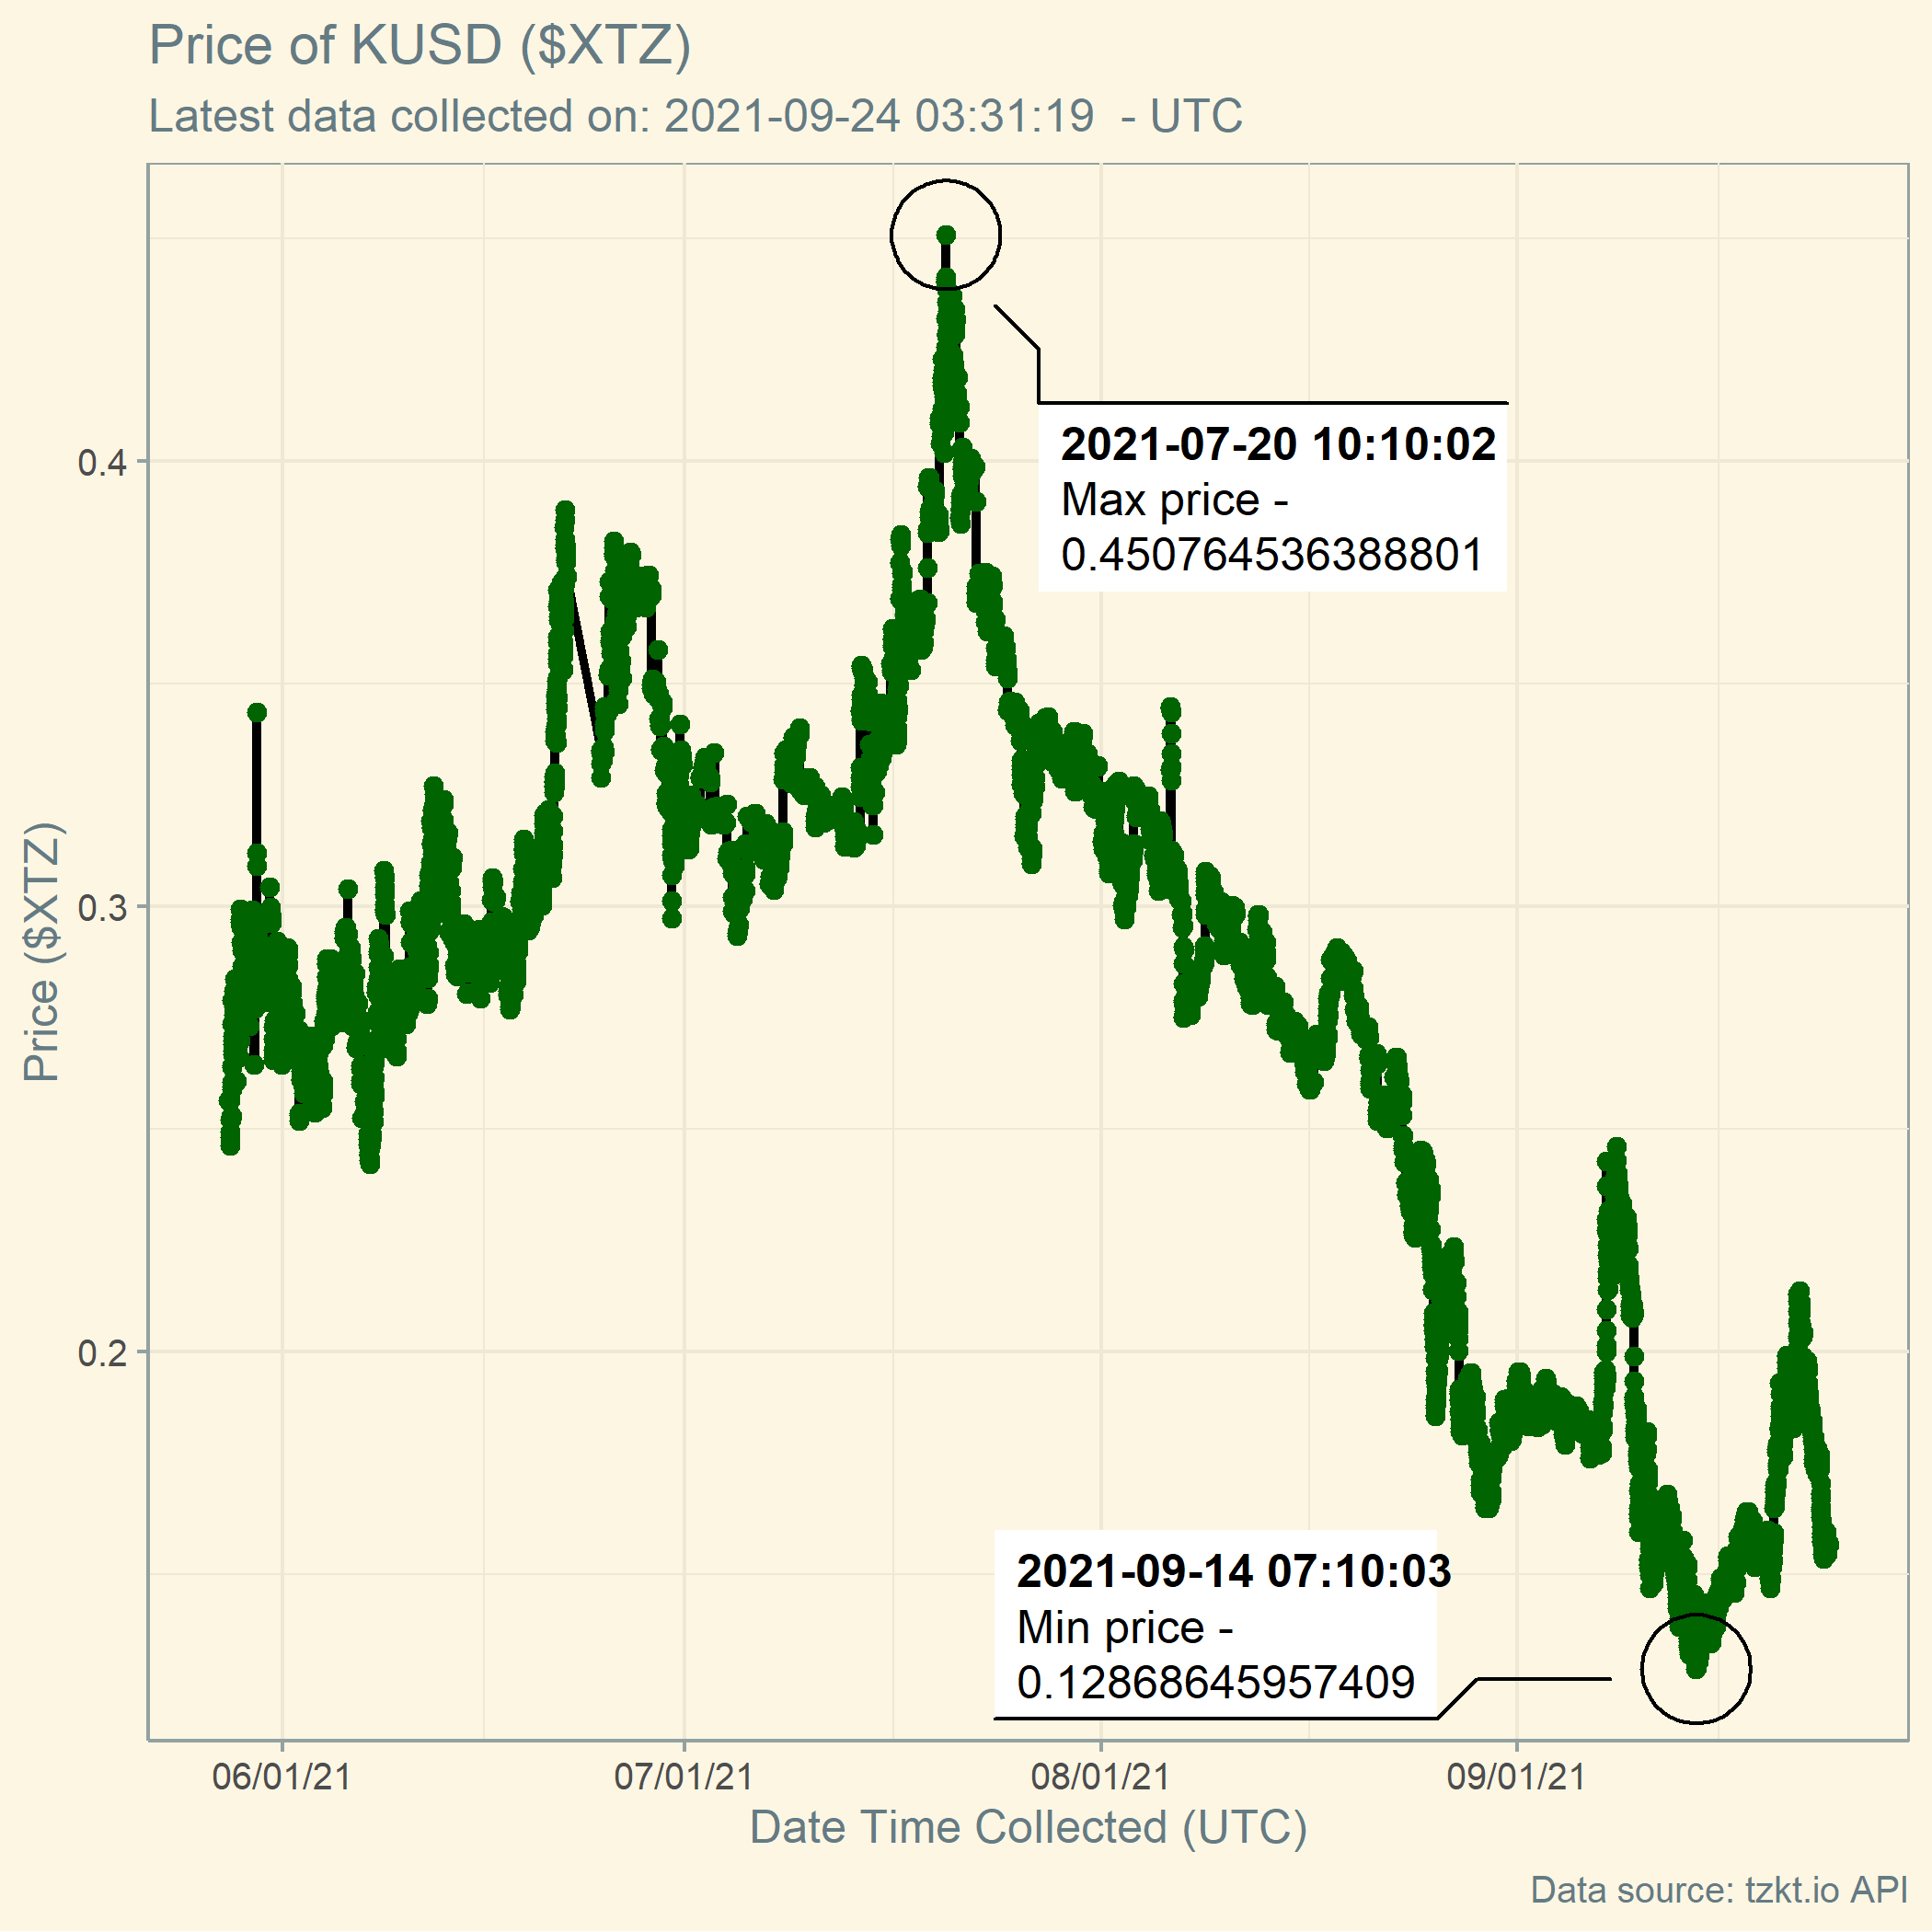 Price of KUSD ($XTZ)
Latest data collected on: 2021-09-24 03:31:19  - UTC
2021-07-20 10:10:02
Max price -
0.450764536388801
0.4
0.3
0.2
Price ($XTZ)
2021-09-14 07:10:03
Min price -
0.12868645957409
06/01/21
07/01/21
08/01/21
09/01/21
Date Time Collected (UTC)
Data source: tzkt.io API